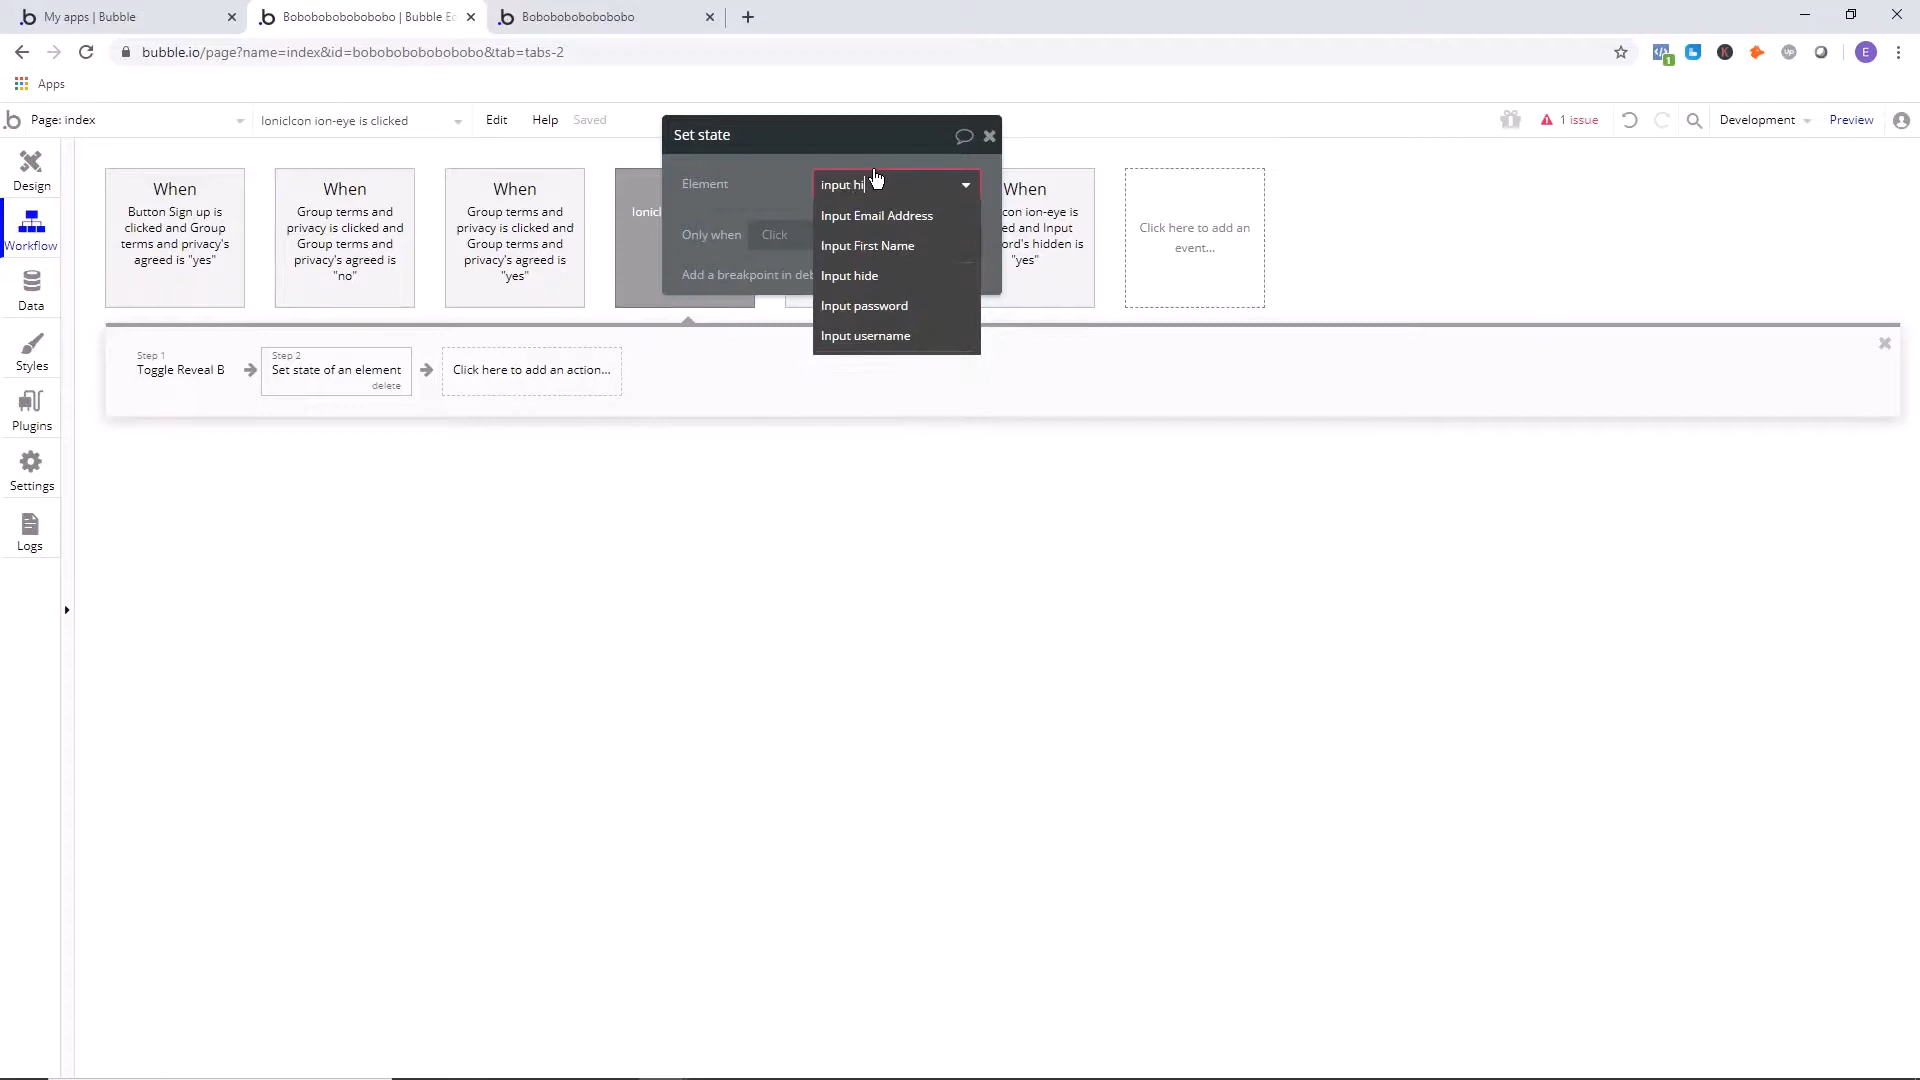 My apps | Bubble
Bobobobobobobobo | Bubble Ed
Bobobobobobobobo
bubble.io/page?name=index&id=bobobobobobobobo&tab=tabs-2
E
Apps
Page: index
IonicIcon ion-eye is clicked
Edit
Help
Saved
1 issue
Development
Preview
Design
Workflow
Data
Styles
Plugins
Settings
Logs
When
Button Sign up is
clicked and Group
terms and privacy's
agreed is "yes"
When
Group terms and
privacy is clicked and
Group terms and
privacy's agreed is
"no"
When
Group terms and
privacy is clicked and
Group terms and
privacy's agreed is
"yes"
Ionicl
Set state
Element
input hi
Only when
Click
Add a breakpoint in deb
Input Email Address
Input First Name
Input hide
Input password
Input username
When
con ion-eye is
ed and Input
ord's hidden is
"yes"
Click here to add an
event...
Step 1
Toggle Reveal B
Step 2
Set state of an element
delete
Click here to add an action...